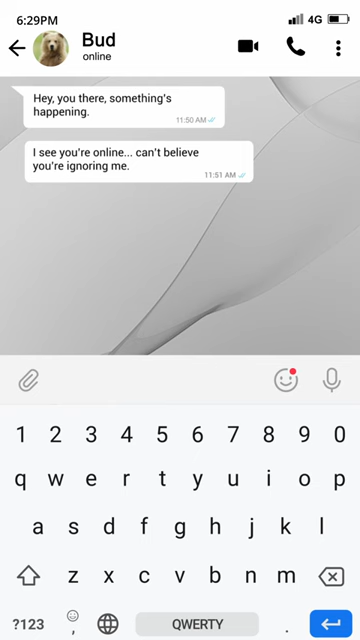 6:29PM
4G
Bud
online
Hey, you there, something's
happening.
11:50 AM
I see you're online... can't believe
you're ignoring me.
11:51 AM
1 2 3 4 5 6 7 8 9 0
q w e r t y u i o p
a s d f g h j k l
z x c v b n m
?123 , QWERTY .